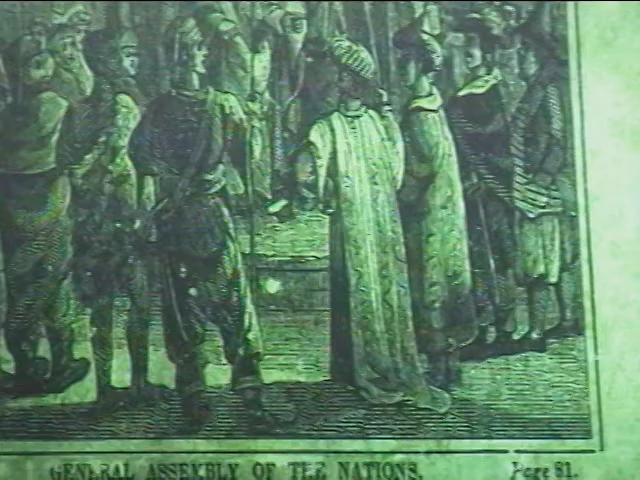 GENERAL ASSEMBLY OF THE NATIONS. Page 81.